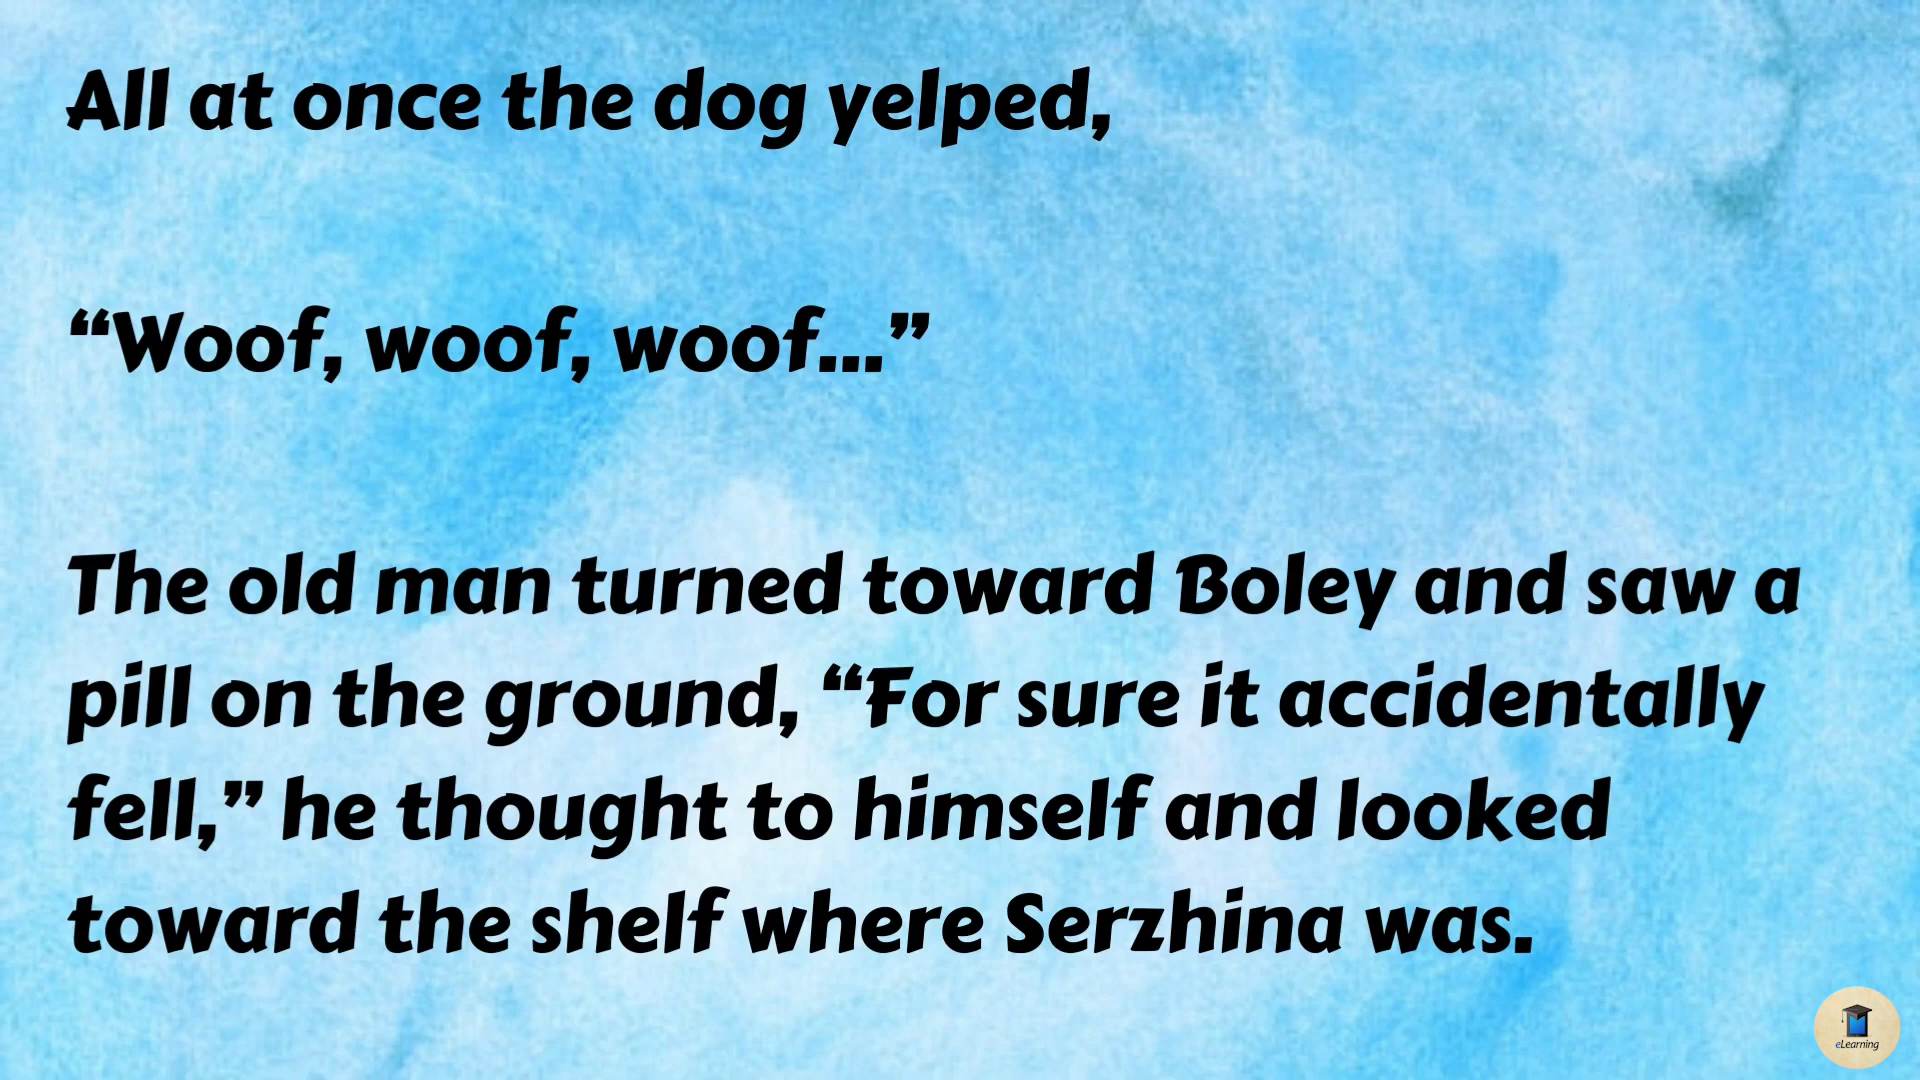 All at once the dog yelped,
“Woof, woof, woof...”
The old man turned toward Boley and saw a
pill on the ground, “For sure it accidentally
fell,” he thought to himself and looked
toward the shelf where Serzhina was.
eLearning